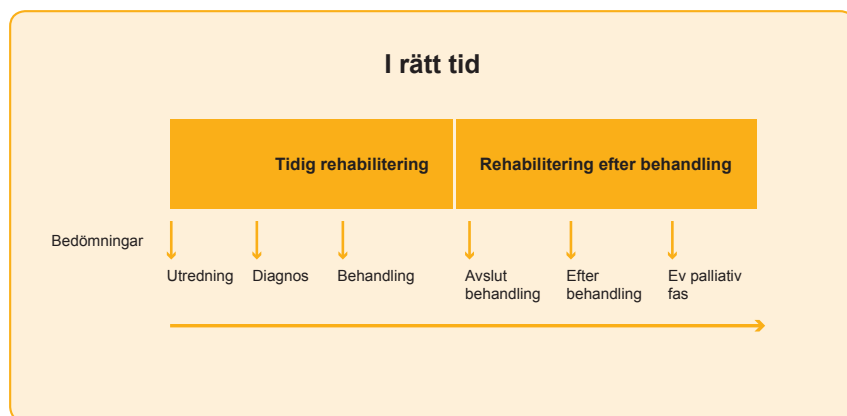 I rätt tid
Tidig rehabilitering
Rehabilitering efter behandling
Bedömningar
Utredning
Diagnos
Behandling
Avslut
behandling
Efter
behandling
Ev palliativ
fas